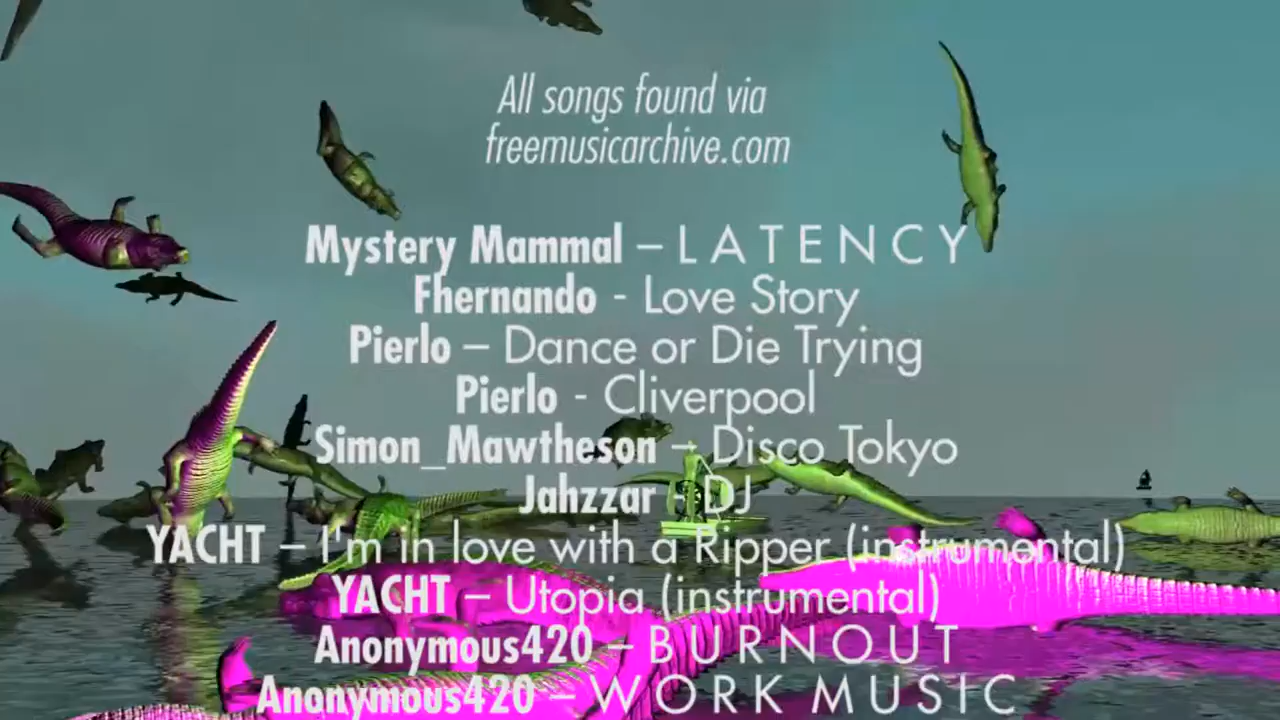 All songs found via
freemusicarchive.com
Mystery Mammal – L A T E N C Y
Fhernando - Love Story
Pierlo – Dance or Die Trying
Pierlo - Cliverpool
Simon_Mawtheson – Disco Tokyo
Jahzzar - DJ
YACHT – I'm in love with a Ripper (instrumental)
YACHT – Utopia (instrumental)
Anonymous420 – B U R N O U T
Anonymous420 – W O R K M U S I C